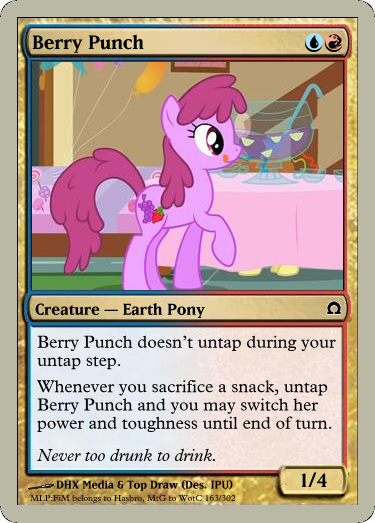 Berry Punch
Creature — Earth Pony
Ω
Berry Punch doesn't untap during your
untap step.
Whenever you sacrifice a snack, untap
Berry Punch and you may switch her
power and toughness until end of turn.
Never too drunk to drink.
DHX Media & Top Draw (Des. IPU)
MLP:FiM belongs to Hasbro, MtG to WotC 163/302
1/4